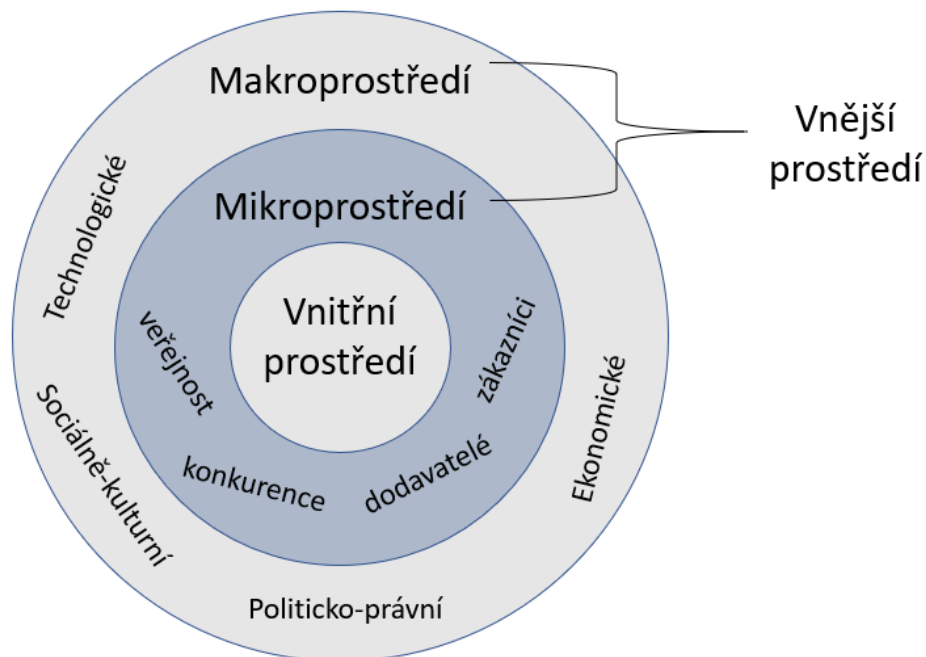 Makroprostředí
Vnější
prostředí
Mikroprostředí
Technologické
Vnitřní
prostředí
veřejnost
zákazníci
Ekonomické
Sociálně-kulturní
konkurence
dodavatelé
Politicko-právní